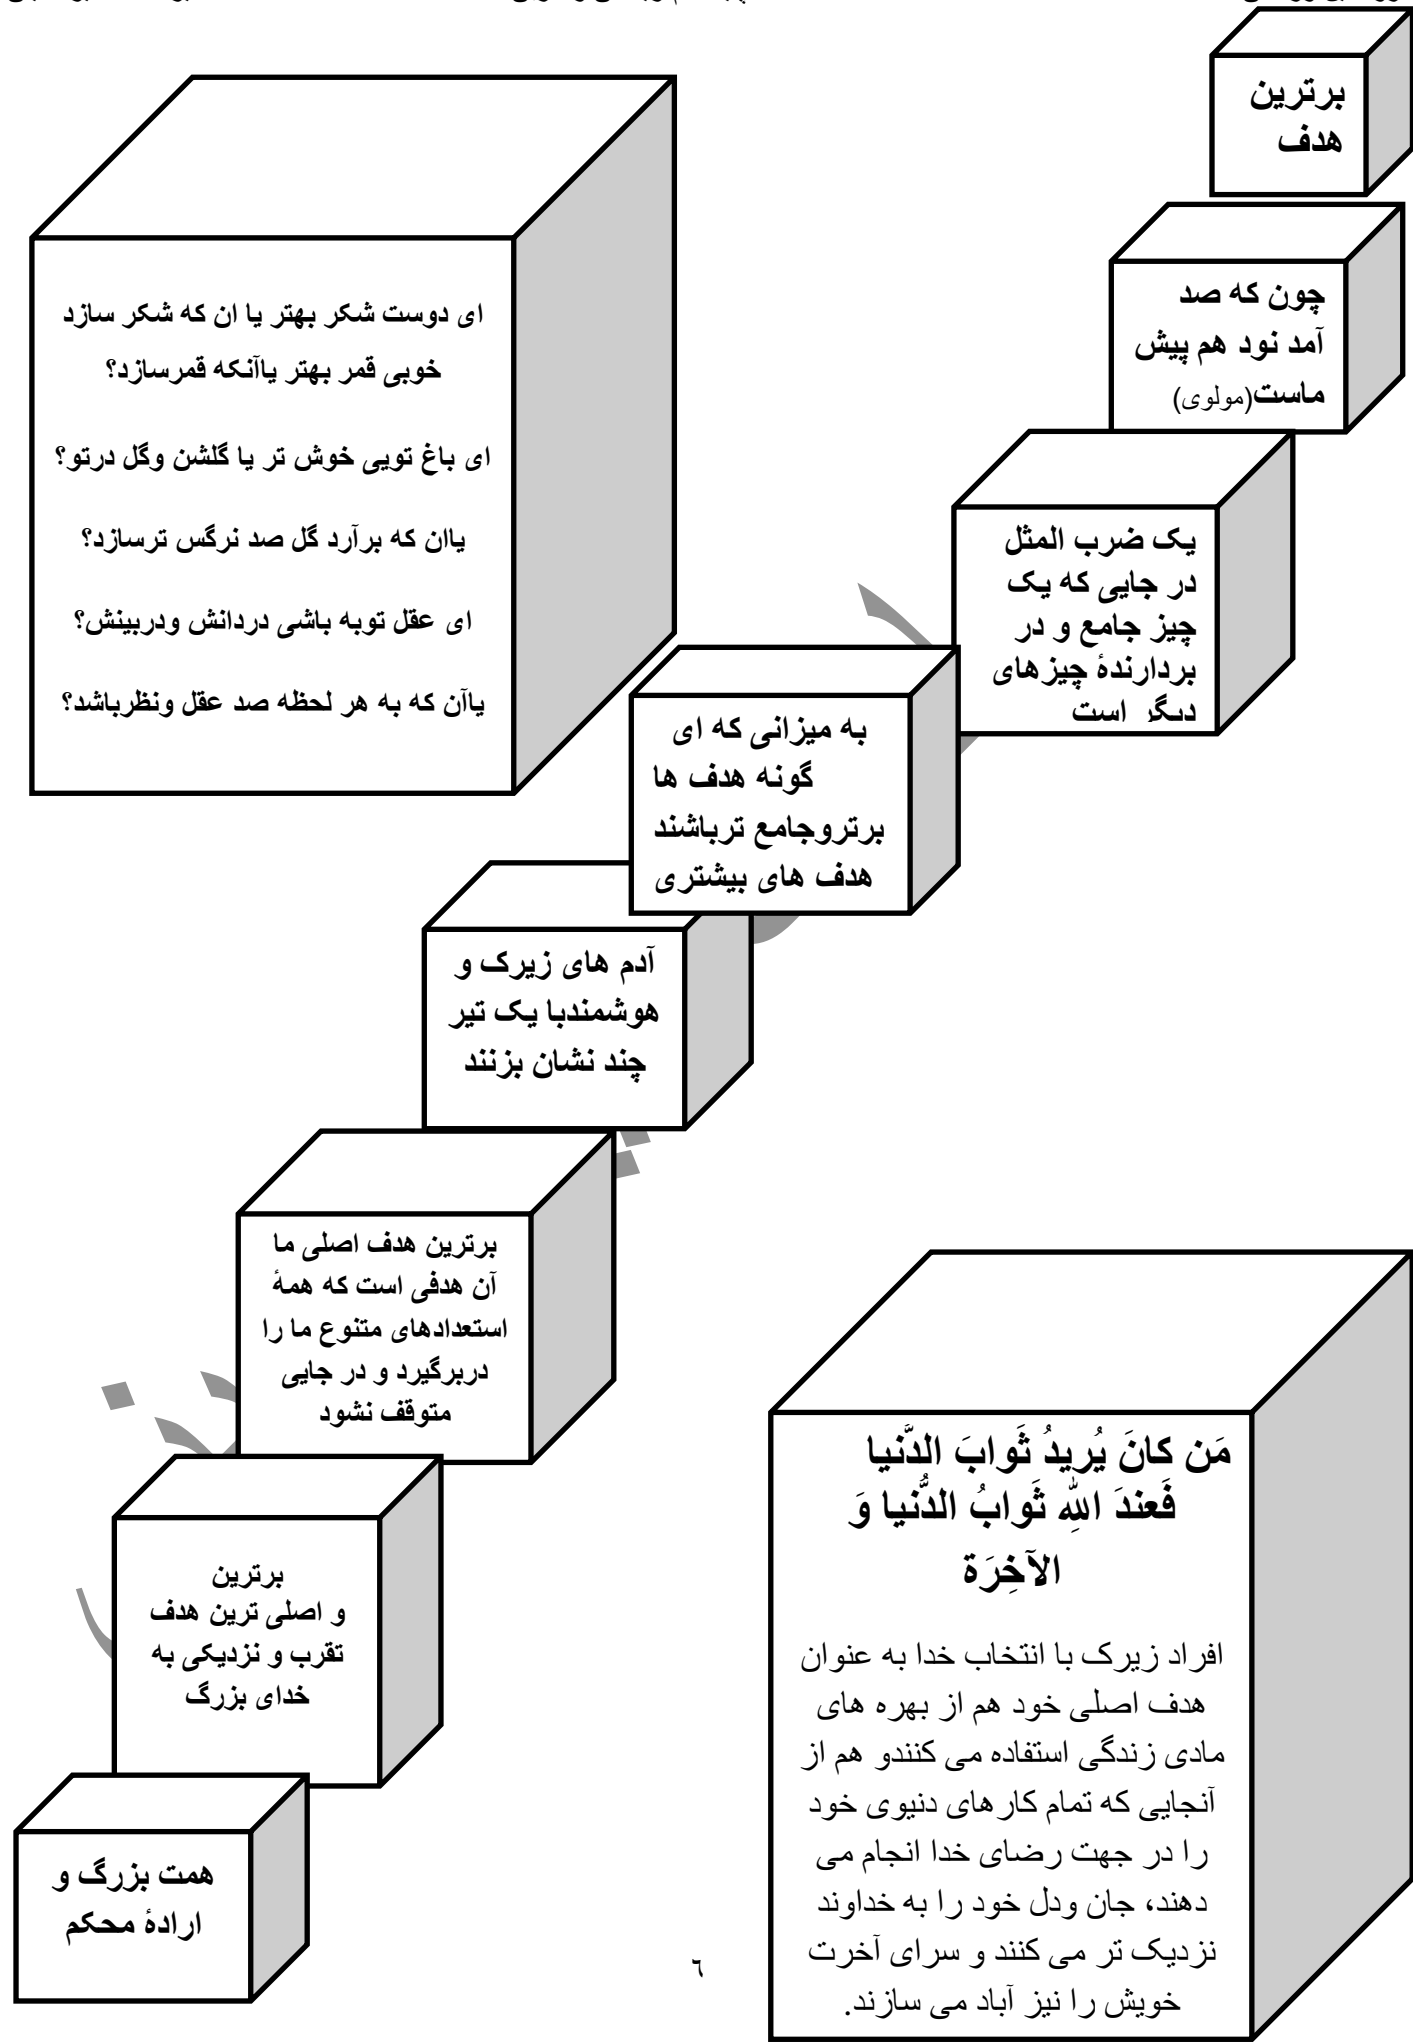 برترین
هدف
چون که صد
آمد نود هم پیش
ماست(مولوی)
یک ضرب المثل
در جایی که یک
چیز جامع و در
بردارندهٔ چیزهای
دیگر است
به میزانی که ای
گونه هدف ها
برتروجامع ترباشند
هدف های بیشتری
آدم های زیرک و
هوشمندبا یک تیر
چند نشان بزنند
برترین هدف اصلی ما
آن هدفی است که همهٔ
استعدادهای متنوع ما را
دربرگیرد و در جایی
متوقف نشود
برترین
و اصلی ترین هدف
تقرب و نزدیکی به
خدای بزرگ
همت بزرگ و
ارادهٔ محکم
ای دوست شکر بهتر یا ان که شکر سازد
خوبی قمر بهتر یاآنکه قمرسازد؟
ای باغ تویی خوش تر یا گلشن وگل درتو؟
یاان که برآرد گل صد نرگس ترسازد؟
ای عقل توبه باشی دردانش ودربینش؟
یاآن که به هر لحظه صد عقل ونظرباشد؟
مَن کانَ یُریدُ ثَوابَ الدَّنیا
فَعندَ اللهِ ثَوابُ الدُّنیا وَ
الآخِرَة
افراد زیرک با انتخاب خدا به عنوان
هدف اصلی خود هم از بهره های
مادی زندگی استفاده می کنندو هم از
آنجایی که تمام کارهای دنیوی خود
را در جهت رضای خدا انجام می
دهند، جان ودل خود را به خداوند
نزدیک تر می کنند و سرای آخرت
خویش را نیز آباد می سازند.
٦